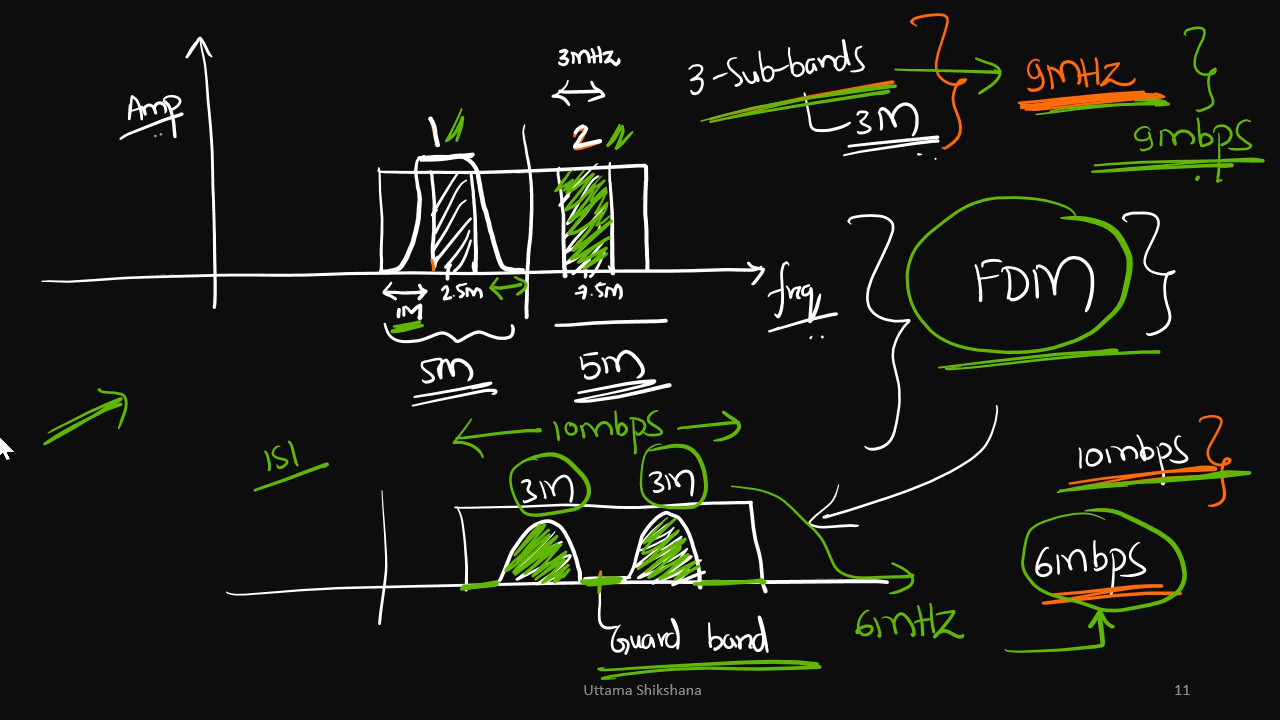 Amp
3mHz
3-Sub-bands
3M
9mHz
9mbps
1
2
1M
2.5M
7.5M
frq
5M
5M
FDM
10mbps
ISI
3M
3M
10mbps
6mbps
6mHz
Guard band
Uttama Shikshana
11